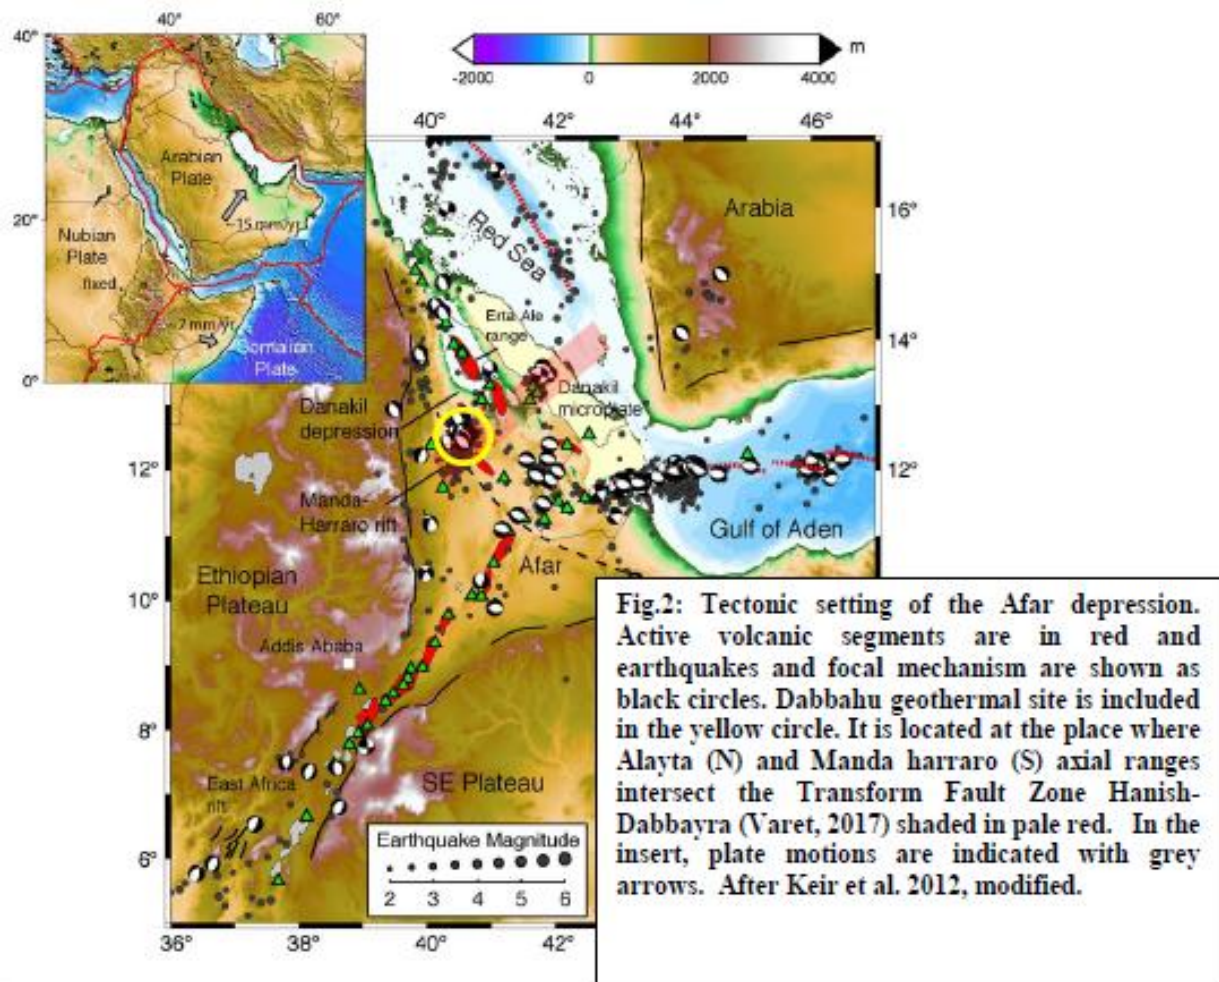 40°
60°
40°
20°
0°
Arabian
Plate
~15 mm/yr
Nubian
Plate
fixed
~2 mm/yr
Somalian
Plate
m
-2000
0
2000
4000
40°
42°
44°
46°
16°
14°
12°
Arabia
Red Sea
Erta Ale
range
Danakil
depression
Danakil
microplate
12°
Manda-
Harraro rift
Gulf of Aden
Afar
Ethiopian
Plateau
10°
Addis Ababa
8°
East Africa
rift
SE Plateau
6°
Earthquake Magnitude
2 3 4 5 6
36°
38°
40°
42°
Fig.2: Tectonic setting of the Afar depression.
Active volcanic segments are in red and
earthquakes and focal mechanism are shown as
black circles. Dabbahu geothermal site is included
in the yellow circle. It is located at the place where
Alayta (N) and Manda harraro (S) axial ranges
intersect the Transform Fault Zone Hanish-
Dabbayra (Varet, 2017) shaded in pale red. In the
insert, plate motions are indicated with grey
arrows. After Keir et al. 2012, modified.